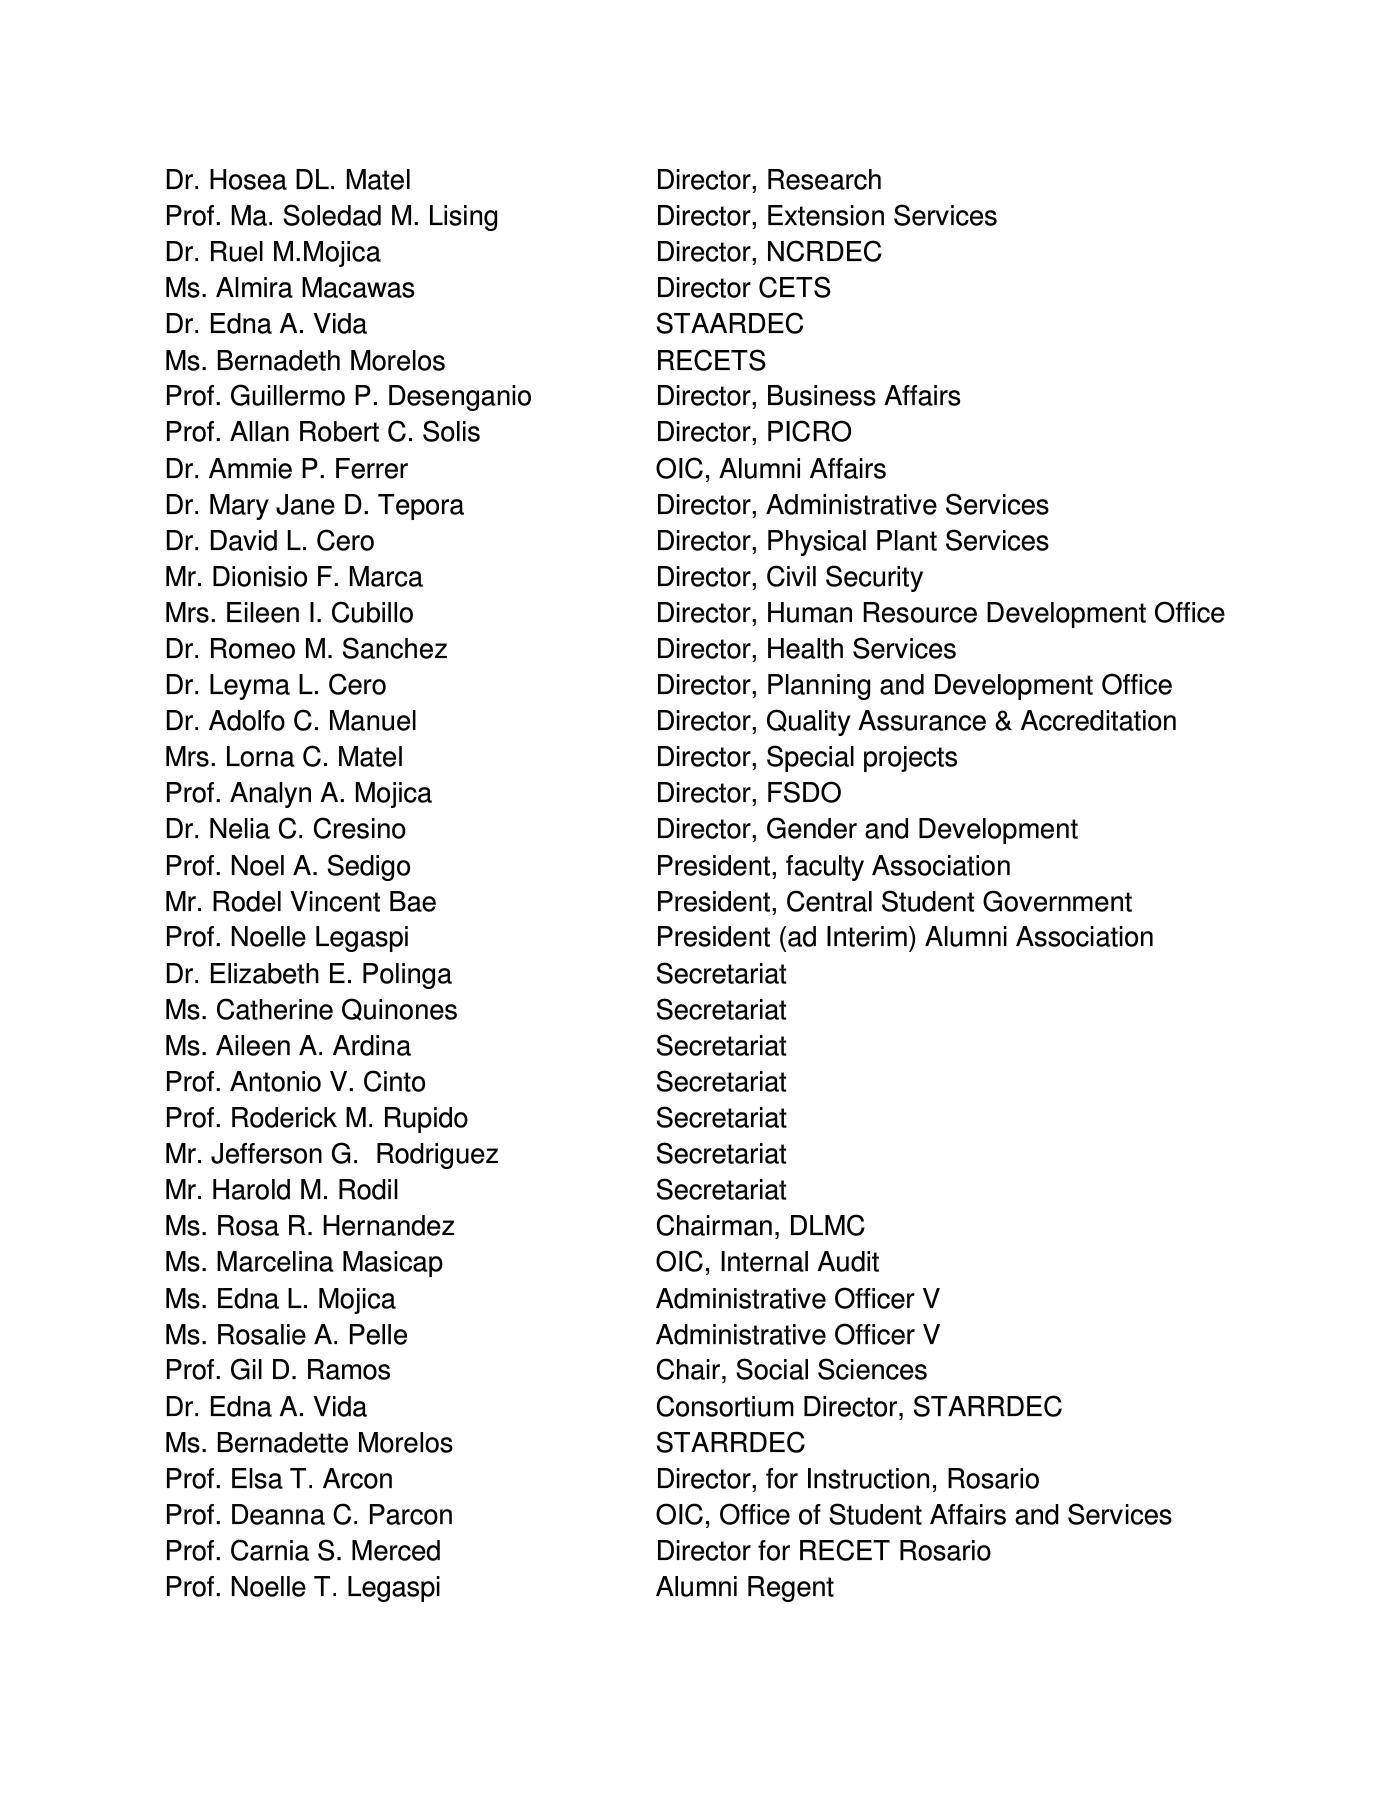 Dr. Hosea DL. Matel Director, Research
Prof. Ma. Soledad M. Lising Director, Extension Services
Dr. Ruel M.Mojica Director, NCRDEC
Ms. Almira Macawas Director CETS
Dr. Edna A. Vida STAARDEC
Ms. Bernadeth Morelos RECETS
Prof. Guillermo P. Desenganio Director, Business Affairs
Prof. Allan Robert C. Solis Director, PICRO
Dr. Ammie P. Ferrer OIC, Alumni Affairs
Dr. Mary Jane D. Tepora Director, Administrative Services
Dr. David L. Cero Director, Physical Plant Services
Mr. Dionisio F. Marca Director, Civil Security
Mrs. Eileen I. Cubillo Director, Human Resource Development Office
Dr. Romeo M. Sanchez Director, Health Services
Dr. Leyma L. Cero Director, Planning and Development Office
Dr. Adolfo C. Manuel Director, Quality Assurance & Accreditation
Mrs. Lorna C. Matel Director, Special projects
Prof. Analyn A. Mojica Director, FSDO
Dr. Nelia C. Cresino Director, Gender and Development
Prof. Noel A. Sedigo President, faculty Association
Mr. Rodel Vincent Bae President, Central Student Government
Prof. Noelle Legaspi President (ad Interim) Alumni Association
Dr. Elizabeth E. Polinga Secretariat
Ms. Catherine Quinones Secretariat
Ms. Aileen A. Ardina Secretariat
Prof. Antonio V. Cinto Secretariat
Prof. Roderick M. Rupido Secretariat
Mr. Jefferson G.  Rodriguez Secretariat
Mr. Harold M. Rodil Secretariat
Ms. Rosa R. Hernandez Chairman, DLMC
Ms. Marcelina Masicap OIC, Internal Audit
Ms. Edna L. Mojica Administrative Officer V
Ms. Rosalie A. Pelle Administrative Officer V
Prof. Gil D. Ramos Chair, Social Sciences
Dr. Edna A. Vida Consortium Director, STARRDEC
Ms. Bernadette Morelos STARRDEC
Prof. Elsa T. Arcon Director, for Instruction, Rosario
Prof. Deanna C. Parcon OIC, Office of Student Affairs and Services
Prof. Carnia S. Merced Director for RECET Rosario
Prof. Noelle T. Legaspi Alumni Regent